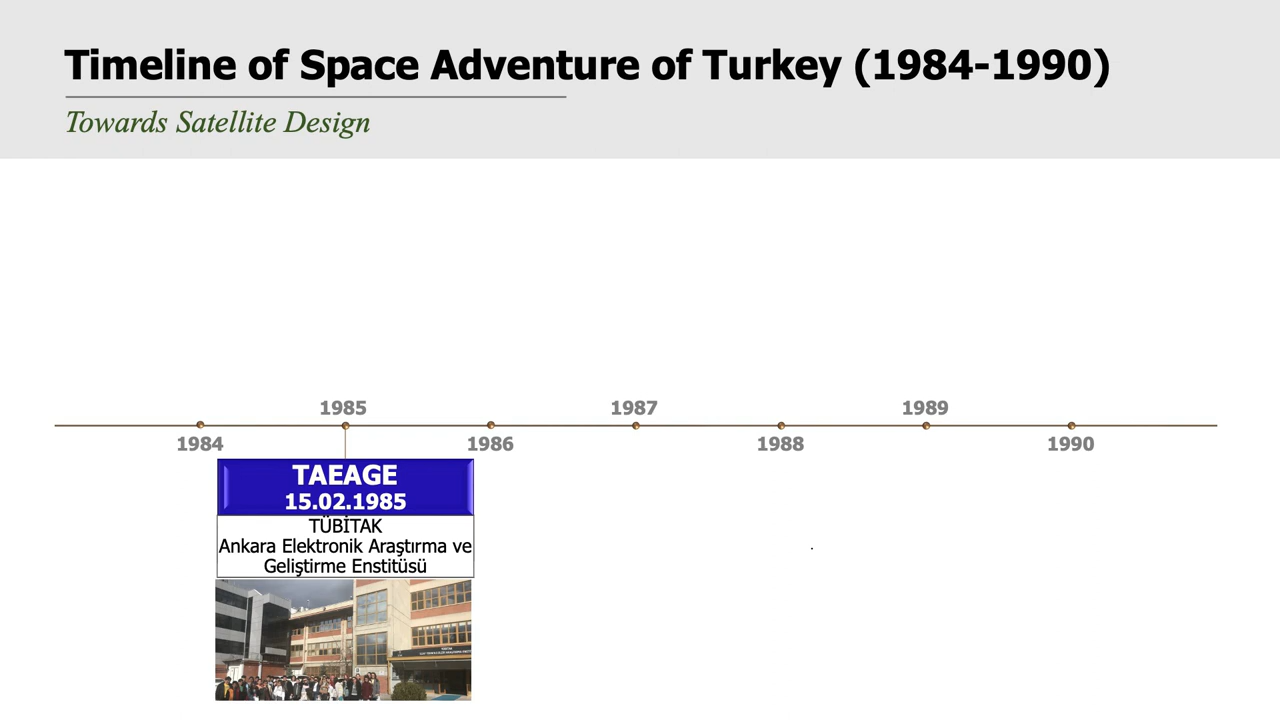 Timeline of Space Adventure of Turkey (1984-1990)
Towards Satellite Design
1985
1987
1989
1984
1986
1988
1990
TAEAGE
15.02.1985
TÜBİTAK
Ankara Elektronik Araştırma ve
Geliştirme Enstitüsü